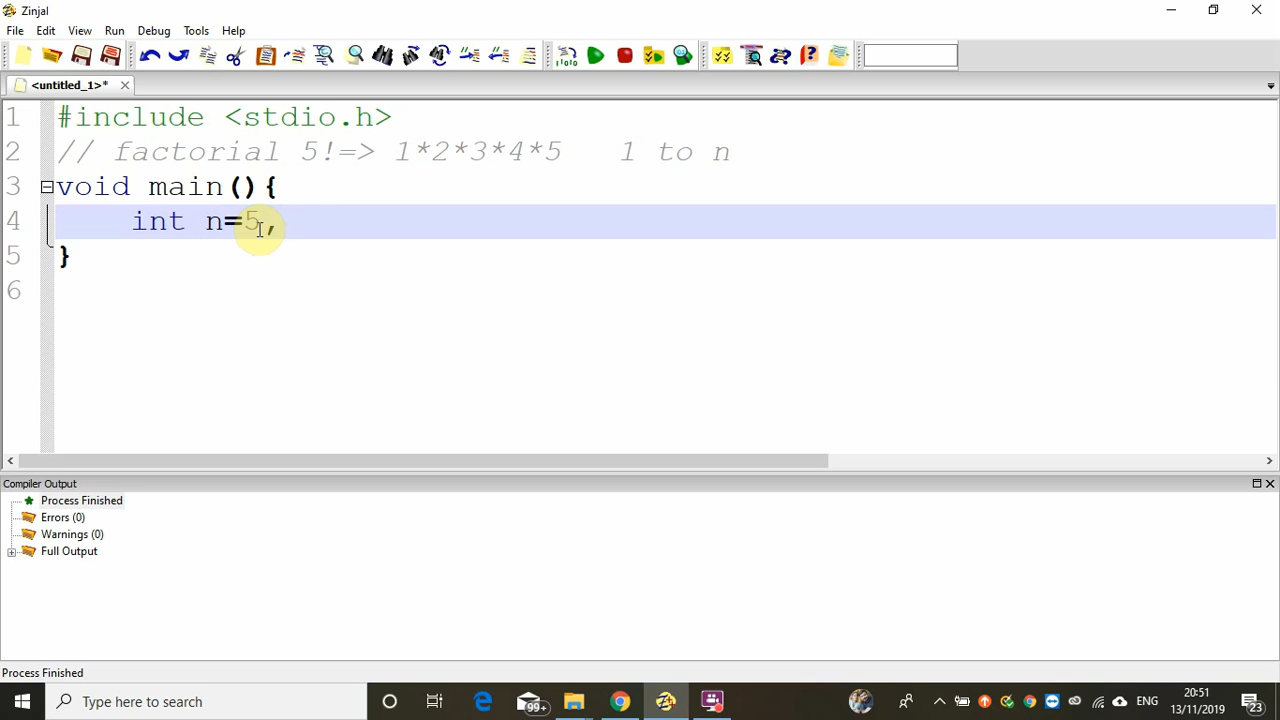 Zinjal
File Edit View Run Debug Tools Help
<untitled_1>*
1 #include <stdio.h>
2 // factorial 5!=> 1*2*3*4*5 1 to n
3 void main(){
4 int n=5,
5 }
6
Compiler Output
Process Finished
Errors (0)
Warnings (0)
Full Output
Process Finished
Type here to search
99+
ENG
20:51
13/11/2019
23